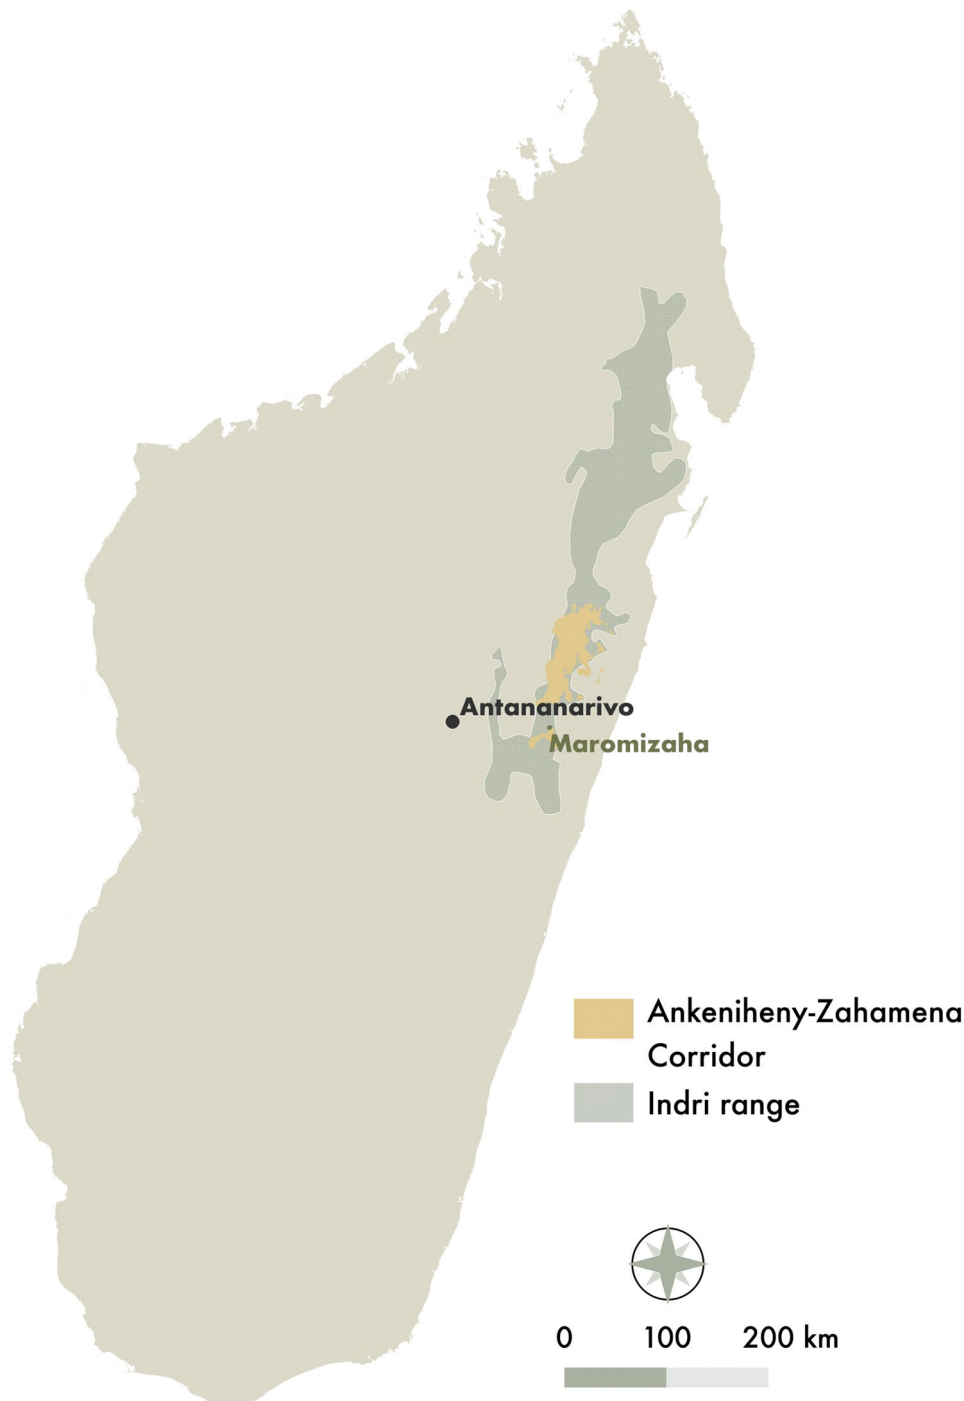 Antananarivo
Maromizaha
Ankeniheny-Zahamena
Corridor
Indri range
0 100 200 km